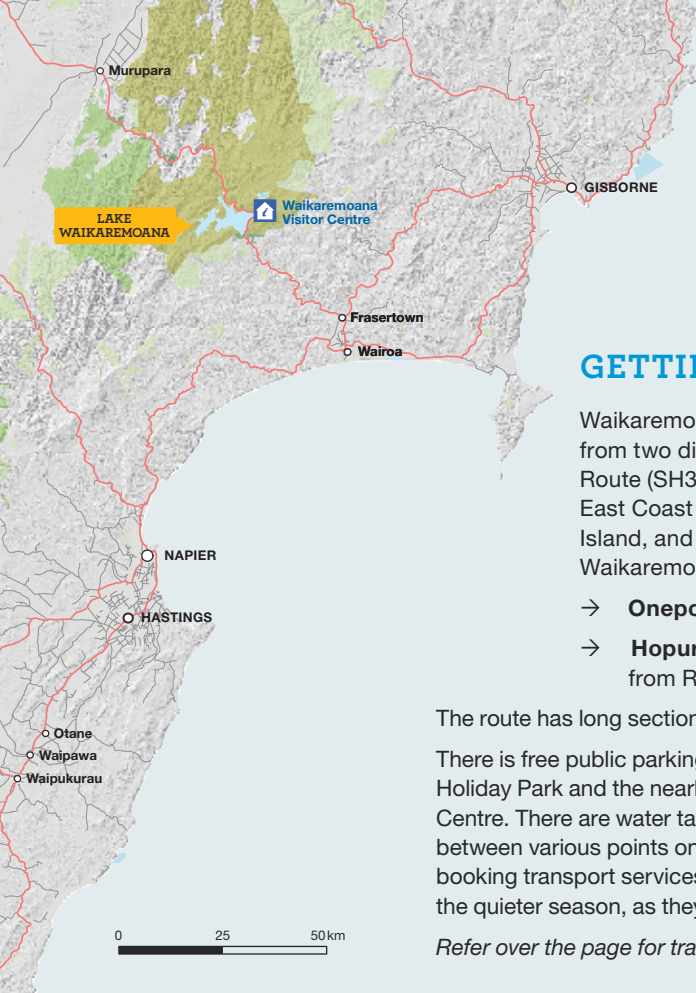 Murupara
GISBORNE
Waikaremoana
Visitor Centre
LAKE
WAIKAREMOANA
Frasertown
Wairoa
NAPIER
HASTINGS
Otane
Waipawa
Waipukurau
0 25 50 km
GETTI
Waikaremo
from two di
Route (SH3
East Coast
Island, and
Waikaremo
→ Onepo
→ Hopur
from R
The route has long section
There is free public parking
Holiday Park and the near
Centre. There are water ta
between various points on
booking transport services
the quieter season, as they
Refer over the page for tra